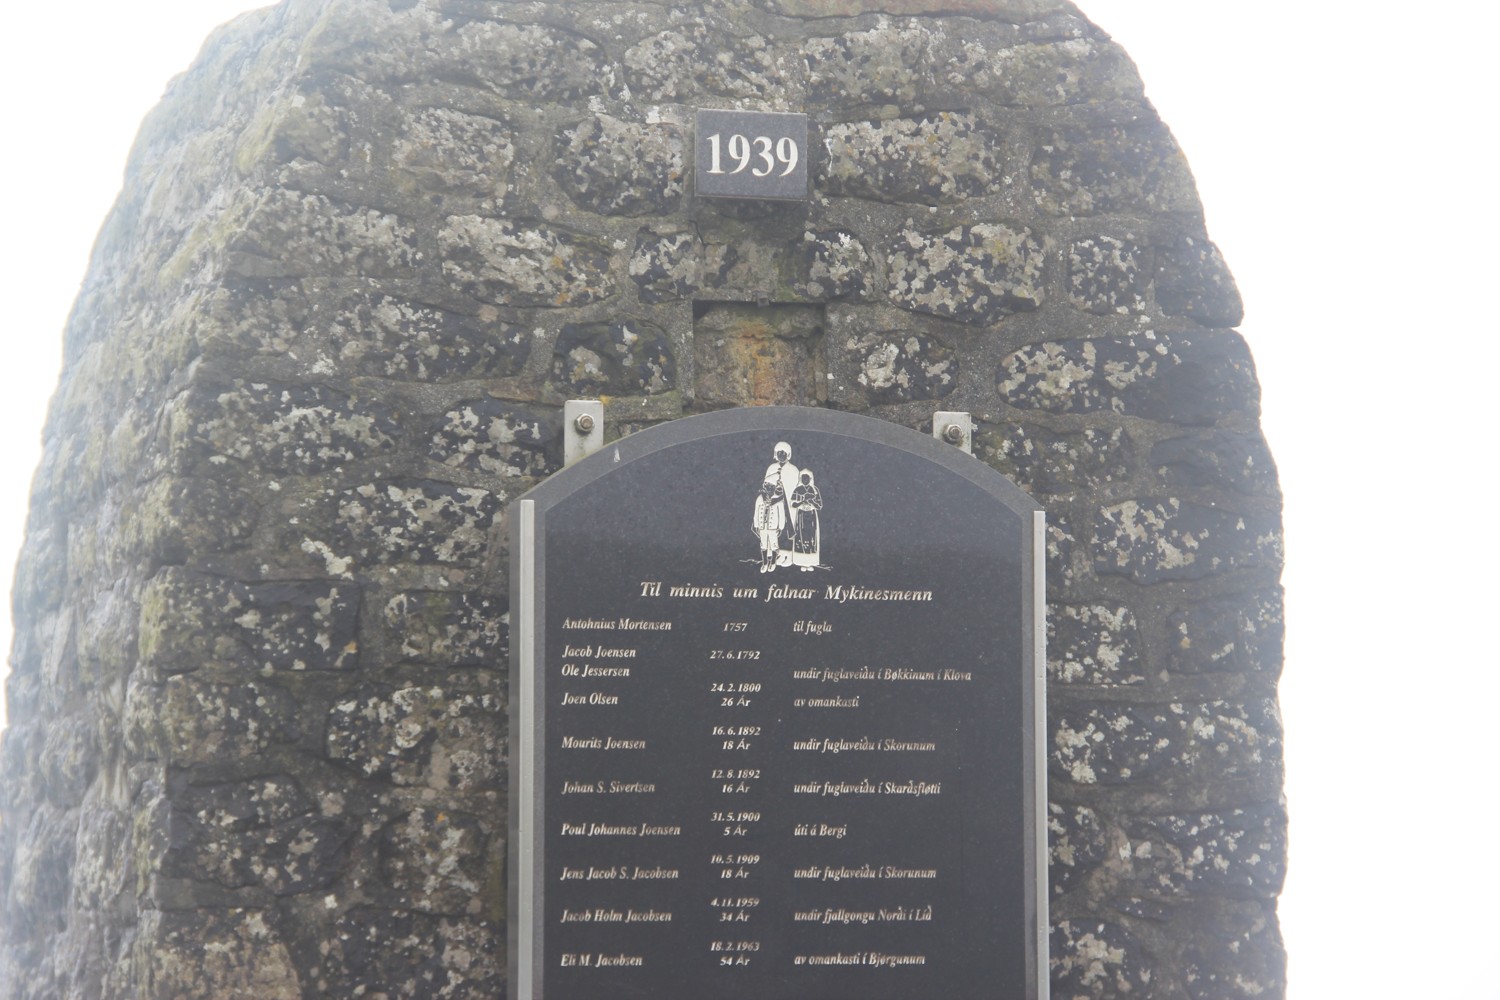 1939
Til minnis um falnar Mykinesmenn
Antohnius Mortensen 1757 til fugla
Jacob Joensen 27. 6. 1792
Ole Jessersen undir fuglaveiðu í Bøkkinum í Klova
24. 2. 1800
Joen Olsen 26 Ár av omankasti
16. 6. 1892
Mourits Joensen 18 Ár undir fuglaveiðu í Skorunum
12. 8. 1892
Johan S. Sivertsen 16 Ár undir fuglaveiðu í Skarðsfløtti
31. 5. 1900
Poul Johannes Joensen 5 Ár úti á Bergi
10. 5. 1909
Jens Jacob S. Jacobsen 18 Ár undir fuglaveiðu í Skorunum
4. 11. 1959
Jacob Holm Jacobsen 34 Ár undir fjallgongu Norði í Lið
18. 2. 1963
Eli M. Jacobsen 54 Ár av omankasti í Bjørgunum